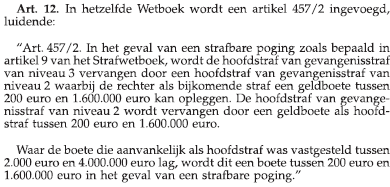 Art. 12. In hetzelfde Wetboek wordt een artikel 457/2 ingevoegd,
luidende:
"Art. 457/2. In het geval van een strafbare poging zoals bepaald in
artikel 9 van het Strafwetboek, wordt de hoofdstraf van gevangenisstraf
van niveau 3 vervangen door een hoofdstraf van gevangenisstraf van
niveau 2 waarbij de rechter als bijkomende straf een geldboete tussen
200 euro en 1.600.000 euro kan opleggen. De hoofdstraf van gevange-
nisstraf van niveau 2 wordt vervangen door een geldboete als hoofd-
straf tussen 200 euro en 1.600.000 euro.
Waar de boete die aanvankelijk als hoofdstraf was vastgesteld tussen
2.000 euro en 4.000.000 euro lag, wordt dit een boete tussen 200 euro en
1.600.000 euro in het geval van een strafbare poging."